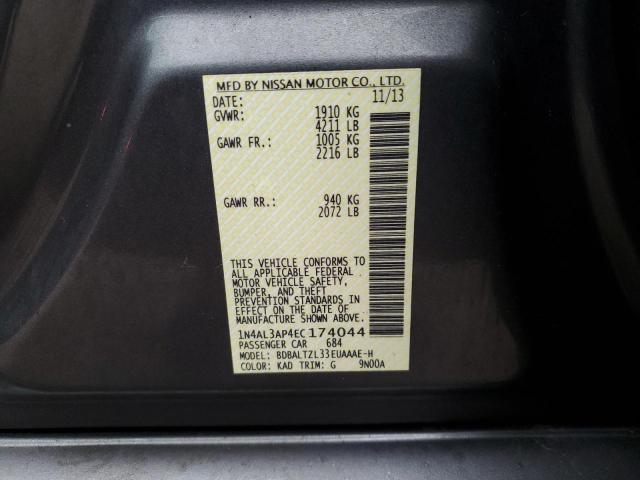 MFD BY NISSAN MOTOR CO., LTD.
DATE: 11/13
GVWR: 1910 KG
4211 LB
GAWR FR.: 1005 KG
2216 LB
GAWR RR.: 940 KG
2072 LB
THIS VEHICLE CONFORMS TO
ALL APPLICABLE FEDERAL
MOTOR VEHICLE SAFETY,
BUMPER, AND THEFT
PREVENTION STANDARDS IN
EFFECT ON THE DATE OF
MANUFACTURE SHOWN ABOVE.
1N4AL3AP4EC174044
PASSENGER CAR 684
MODEL: BDBALTZL33EUAAAE-H
COLOR: KAD TRIM: G 9N00A